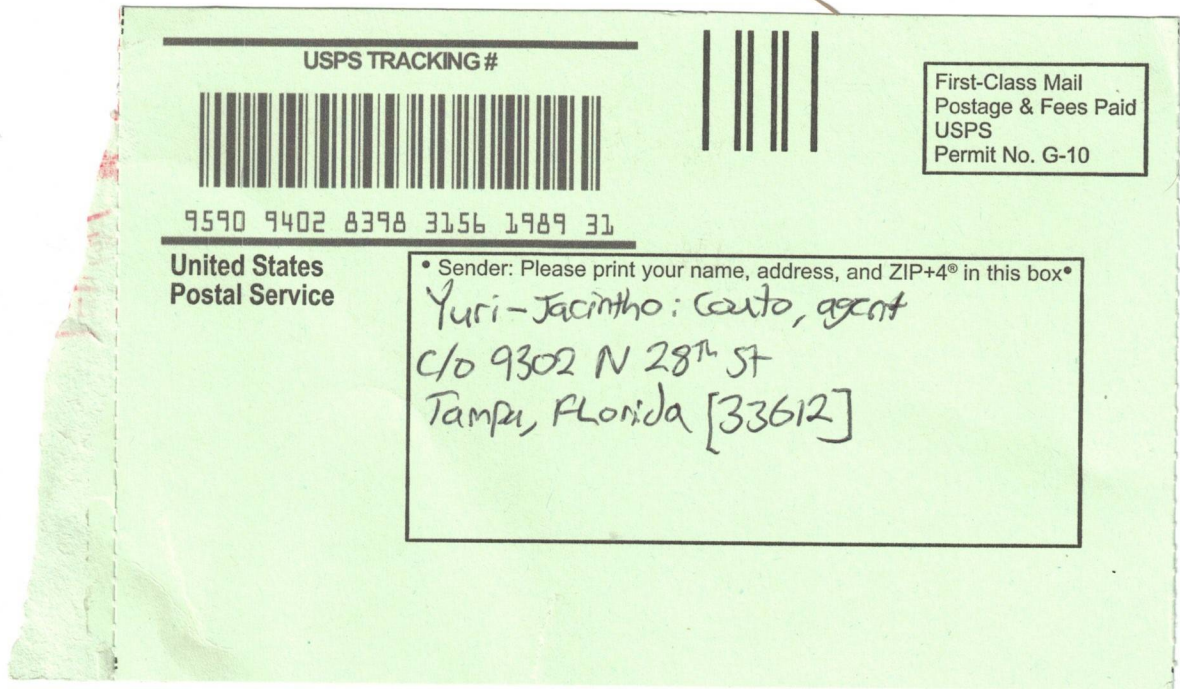 USPS TRACKING #
9590 9402 8398 3156 1989 31
First-Class Mail
Postage & Fees Paid
USPS
Permit No. G-10
United States
Postal Service
• Sender: Please print your name, address, and ZIP+4® in this box•
Yuri-Jacintho: Couto, agent
C/o 9302 N 28th St
Tampa, FLorida [33612]